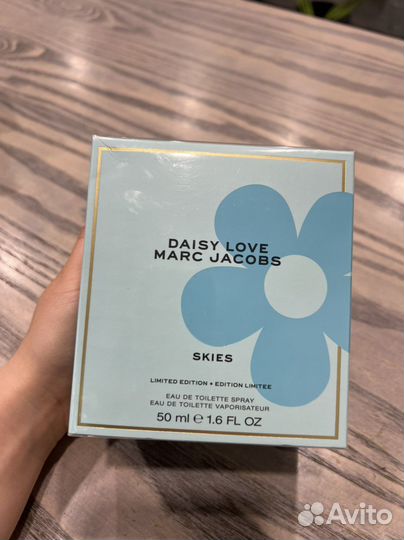 DAISY LOVE
MARC JACOBS
SKIES
LIMITED EDITION • EDITION LIMITEE
EAU DE TOILETTE SPRAY
EAU DE TOILETTE VAPORISATEUR
50 ml ℮ 1.6 FL OZ
Avito